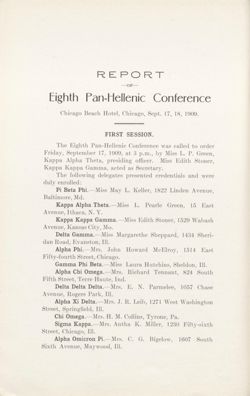 REPORT
—OF—
Eighth Pan-Hellenic Conference
Chicago Beach Hotel, Chicago, Sept. 17, 18, 1909.
FIRST SESSION.
The Eighth Pan-Hellenic Conference was called to order
Friday, September 17, 1909, at 3 p.m., by Miss L. P. Green,
Kappa Alpha Theta, presiding officer. Miss Edith Stoner,
Kappa Kappa Gamma, acted as Secretary.
The following delegates presented credentials and were
duly enrolled:
Pi Beta Phi.—Miss May L. Keller, 1822 Linden Avenue,
Baltimore, Md.
Kappa Alpha Theta.—Miss L. Pearle Green, 15 East
Avenue, Ithaca, N. Y.
Kappa Kappa Gamma.—Miss Edith Stoner, 1529 Wabash
Avenue, Kansas City, Mo.
Delta Gamma.—Miss Margarethe Sheppard, 1434 Sheri-
dan Road, Evanston, Ill.
Alpha Phi.—Mrs. John Howard McElroy, 1514 East
Fifty-fourth Street, Chicago.
Gamma Phi Beta.—Miss Laura Hutchins, Sheldon, Ill.
Alpha Chi Omega.—Mrs. Richard Tennant, 824 South
Fifth Street, Terre Haute, Ind.
Delta Delta Delta.—Mrs. E. N. Parmelee, 1657 Chase
Avenue, Rogers Park, Ill.
Alpha Xi Delta.—Mrs. J. R. Leib, 1271 West Washington
Street, Springfield, Ill.
Chi Omega.—Mrs. H. M. Collins, Tyrone, Pa.
Sigma Kappa.—Mrs. Antha K. Miller, 1230 Fifty-sixth
Street, Chicago, Ill.
Alpha Omicron Pi.—Mrs. C. G. Bigelow, 1607 South
Sixth Avenue, Maywood, Ill.